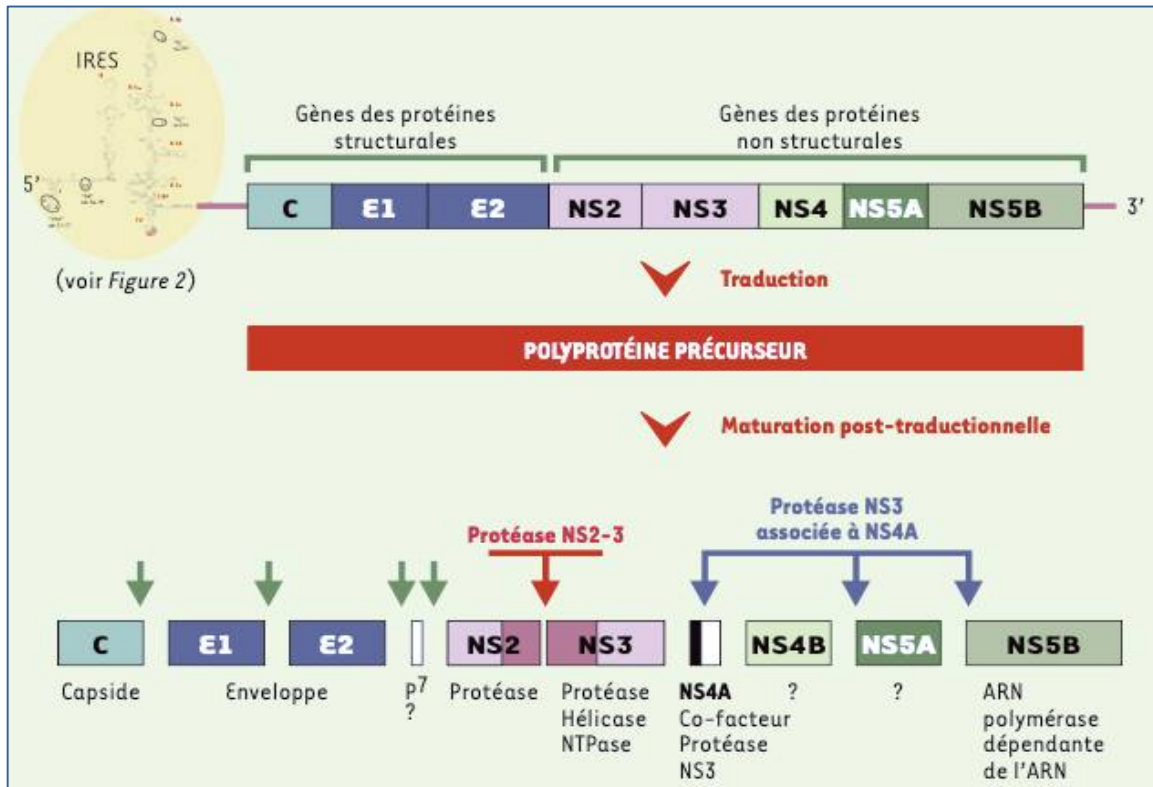 IRES
Gènes des protéines
structurales
Gènes des protéines
non structurales
5'
C E1 E2 NS2 NS3 NS4 NS5A NS5B
3'
(voir Figure 2)
Traduction
POLYPROTÉINE PRÉCURSEUR
Maturation post-traductionnelle
Protéase NS2-3
Protéase NS3
associée à NS4A
C E1 E2 NS2 NS3 NS4B NS5A NS5B
Capside
Enveloppe
P7
?
Protéase
Protéase
Hélicase
NTPase
NS4A
Co-facteur
Protéase
NS3
?
?
ARN
polymérase
dépendante
de l'ARN